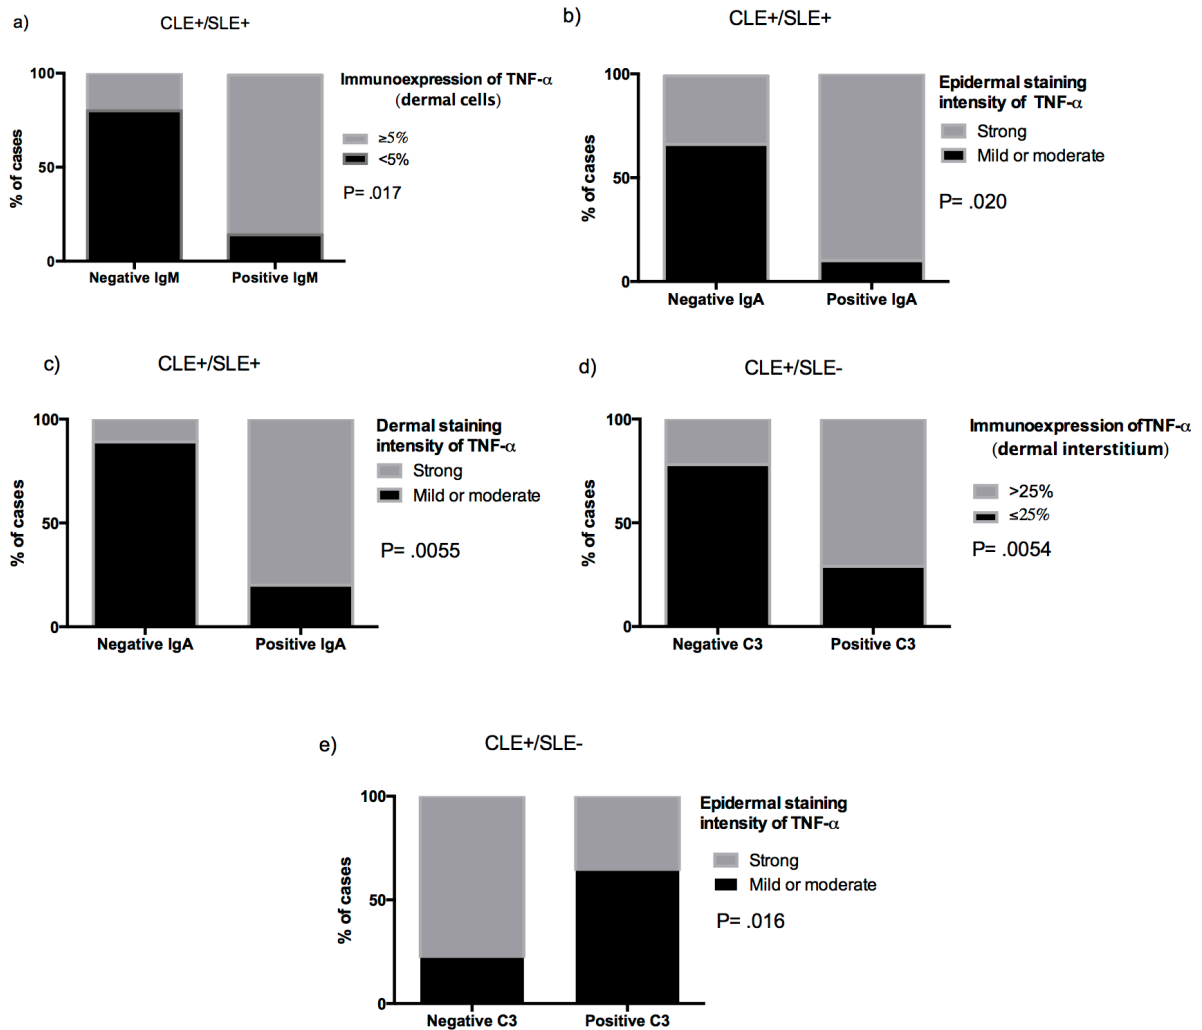 a)
CLE+/SLE+
% of cases
100
50
0
Negative IgM
Positive IgM
Immunoexpression of TNF-α
(dermal cells)
≥5%
<5%
P= .017
b)
CLE+/SLE+
% of cases
100
50
0
Negative IgA
Positive IgA
Epidermal staining
intensity of TNF-α
Strong
Mild or moderate
P= .020
c)
CLE+/SLE+
% of cases
100
50
0
Negative IgA
Positive IgA
Dermal staining
intensity of TNF-α
Strong
Mild or moderate
P= .0055
d)
CLE+/SLE-
% of cases
100
50
0
Negative C3
Positive C3
Immunoexpression ofTNF-α
(dermal interstitium)
>25%
≤25%
P= .0054
e)
CLE+/SLE-
% of cases
100
50
0
Negative C3
Positive C3
Epidermal staining
intensity of TNF-α
Strong
Mild or moderate
P= .016